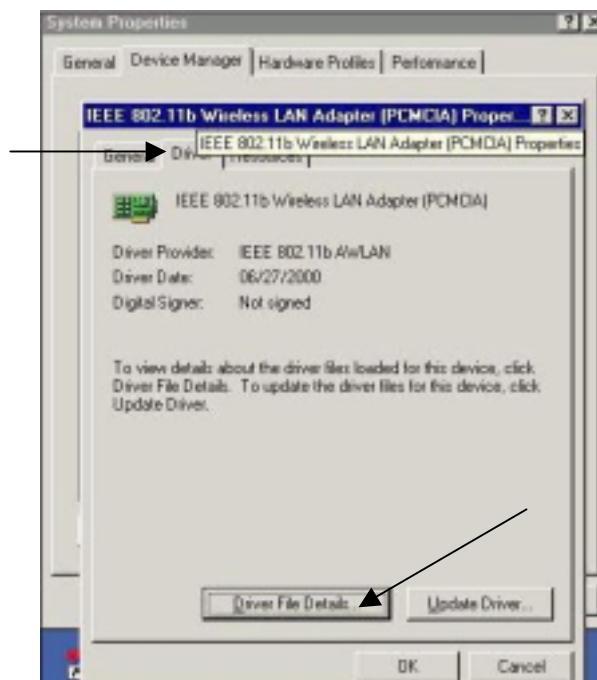 System Properties
General Device Manager Hardware Profiles Performance
IEEE 802.11b Wireless LAN Adapter (PCMCIA) Proper...
IEEE 802.11b Wireless LAN Adapter (PCMCIA) Properties
General Driver Resources
IEEE 802.11b Wireless LAN Adapter (PCMCIA)
Driver Provider: IEEE 802.11b AWLAN
Driver Date: 06/27/2000
Digital Signer: Not signed
To view details about the driver files loaded for this device, click
Driver File Details. To update the driver files for this device, click
Update Driver.
Driver File Details... Update Driver...
OK Cancel